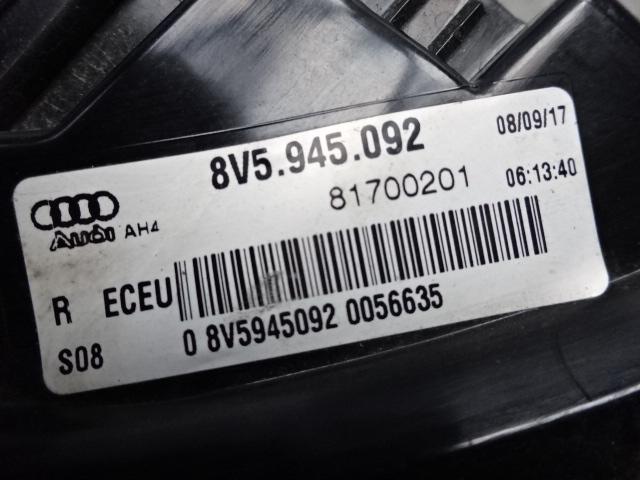 8V5.945.092
08/09/17
81700201
06:13:40
Audi AH4
R ECEU
S08
0 8V5945092 0056635